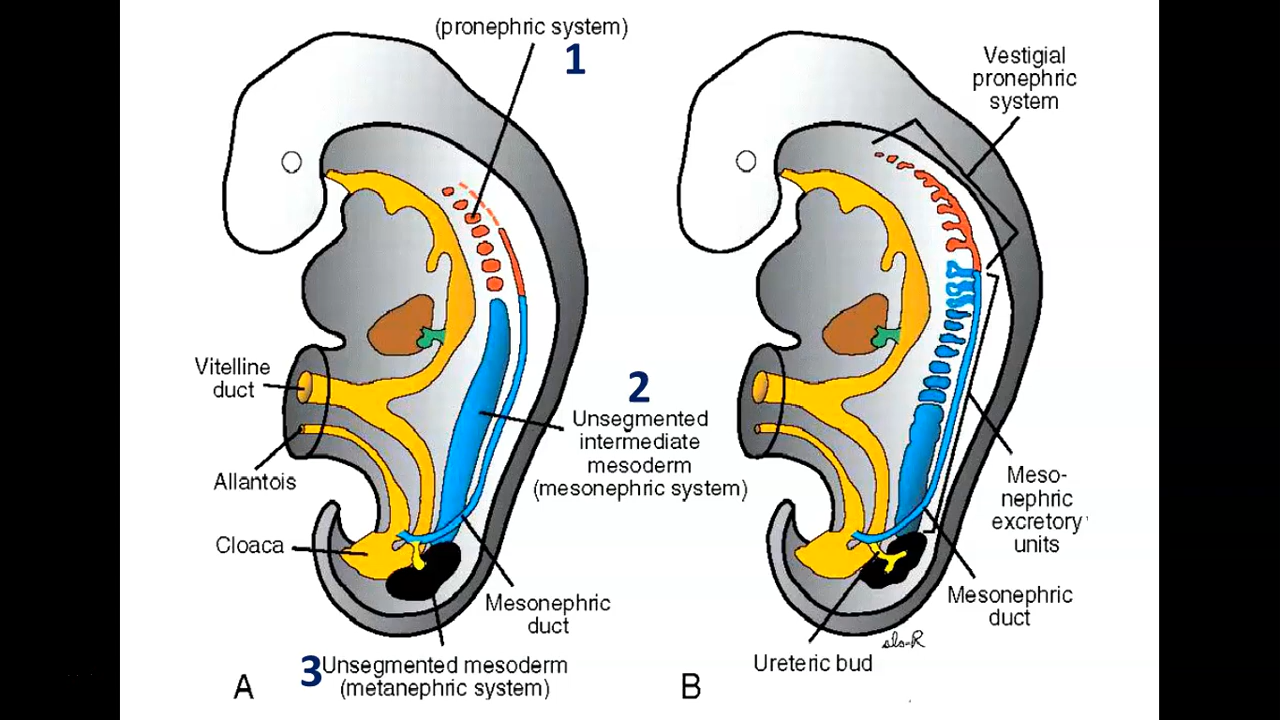 (pronephric system)
1
Vitelline
duct
Allantois
Cloaca
2
Unsegmented
intermediate
mesoderm
(mesonephric system)
Mesonephric
duct
3
Unsegmented mesoderm
(metanephric system)
A
Vestigial
pronephric
system
Meso-
nephric
excretory
units
Mesonephric
duct
Ureteric bud
B